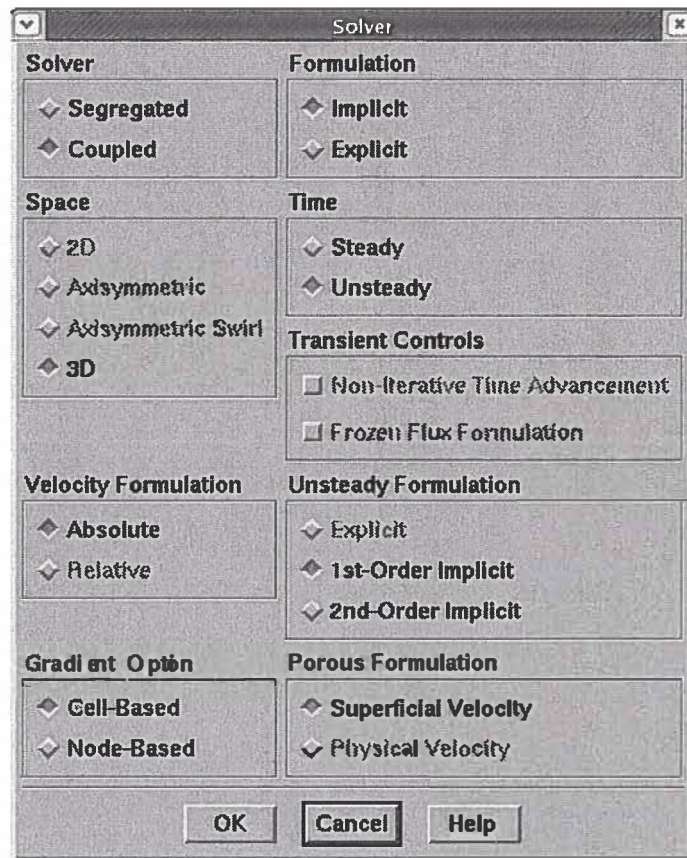 Solver
Solver
Segregated
Coupled
Formulation
Implicit
Explicit
Space
2D
Axisymmetric
Axisymmetric Swirl
3D
Time
Steady
Unsteady
Transient Controls
Non-Iterative Time Advancement
Frozen Flux Formulation
Velocity Formulation
Absolute
Relative
Unsteady Formulation
Explicit
1st-Order Implicit
2nd-Order Implicit
Gradient Option
Cell-Based
Node-Based
Porous Formulation
Superficial Velocity
Physical Velocity
OK
Cancel
Help